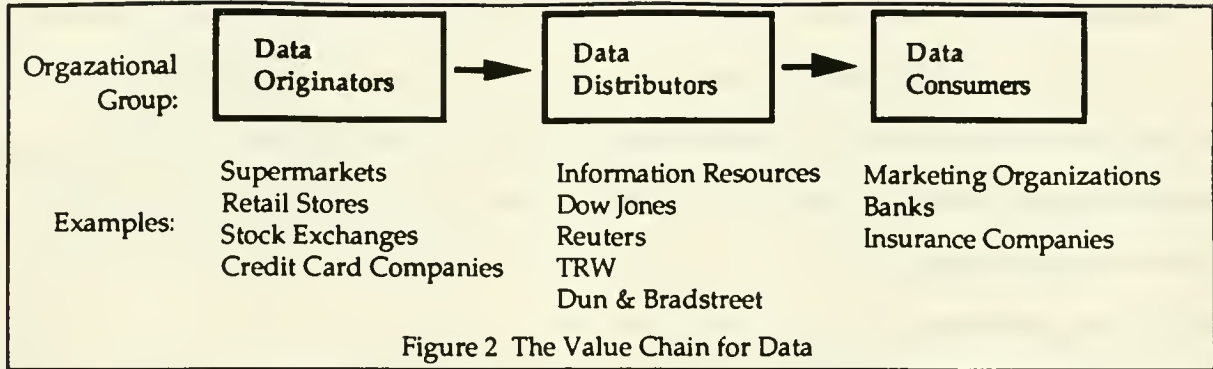 Orgazational
Group:
Data
Originators
Data
Distributors
Data
Consumers
Examples:
Supermarkets
Retail Stores
Stock Exchanges
Credit Card Companies
Information Resources
Dow Jones
Reuters
TRW
Dun & Bradstreet
Marketing Organizations
Banks
Insurance Companies
Figure 2 The Value Chain for Data